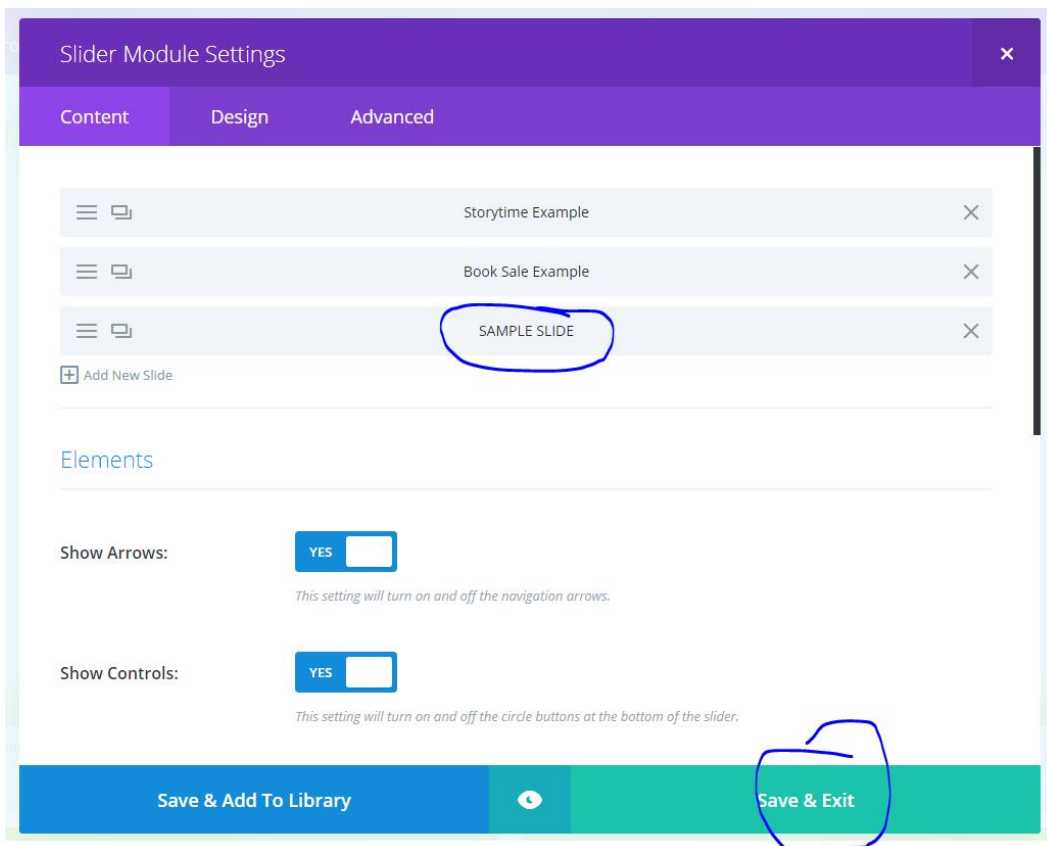 Slider Module Settings
Content Design Advanced
Storytime Example
Book Sale Example
SAMPLE SLIDE
Add New Slide
Elements
Show Arrows: YES
This setting will turn on and off the navigation arrows.
Show Controls: YES
This setting will turn on and off the circle buttons at the bottom of the slider.
Save & Add To Library Save & Exit